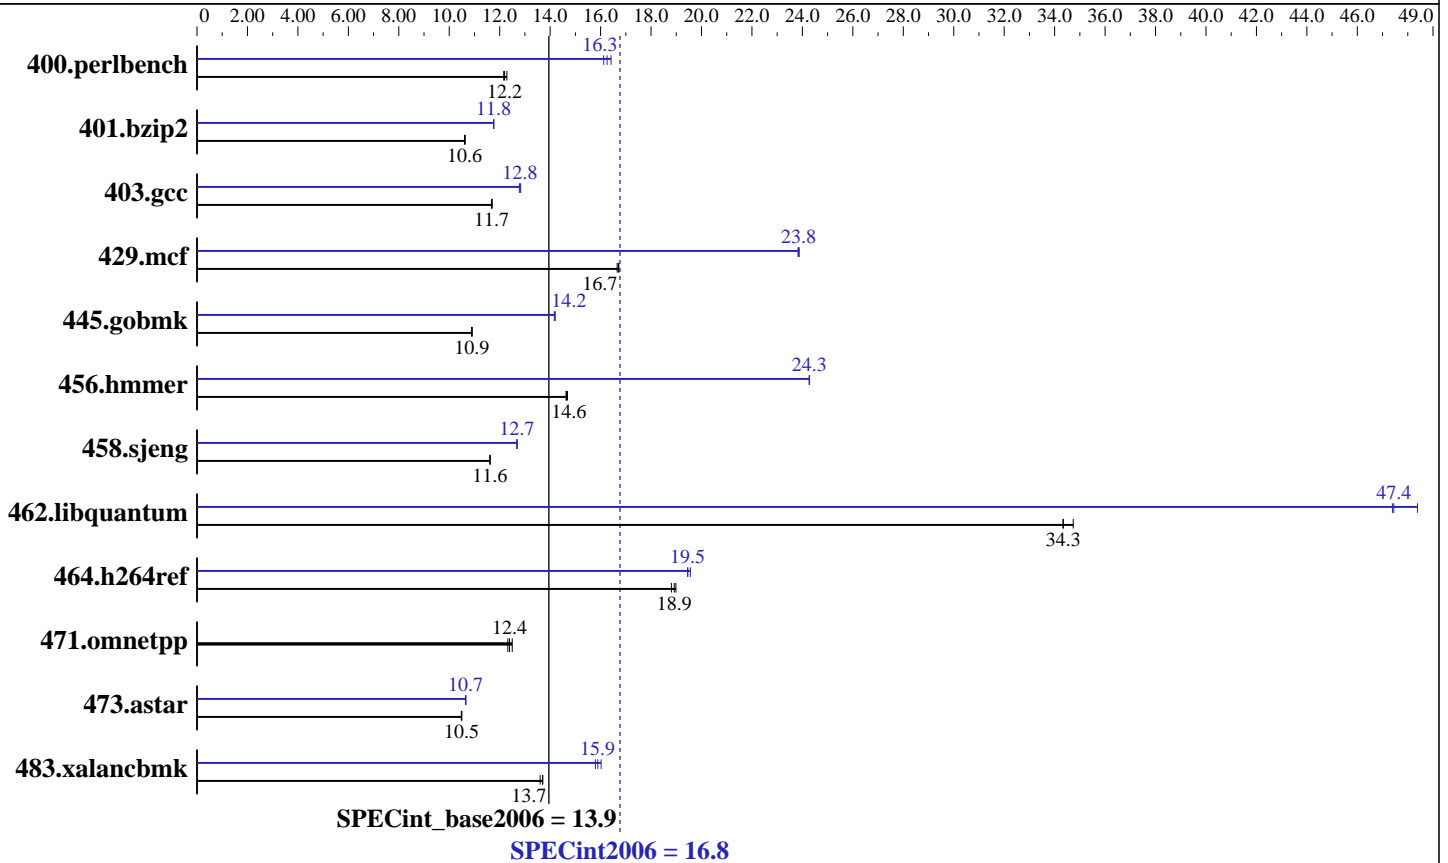 0 2.00 4.00 6.00 8.00 10.0 12.0 14.0 16.0 18.0 20.0 22.0 24.0 26.0 28.0 30.0 32.0 34.0 36.0 38.0 40.0 42.0 44.0 46.0 49.0
16.3
400.perlbench
12.2
11.8
401.bzip2
10.6
12.8
403.gcc
11.7
23.8
429.mcf
16.7
14.2
445.gobmk
10.9
24.3
456.hmmer
14.6
12.7
458.sjeng
11.6
47.4
462.libquantum
34.3
19.5
464.h264ref
18.9
12.4
471.omnetpp
10.7
473.astar
10.5
15.9
483.xalancbmk
13.7
SPECint_base2006 = 13.9
SPECint2006 = 16.8